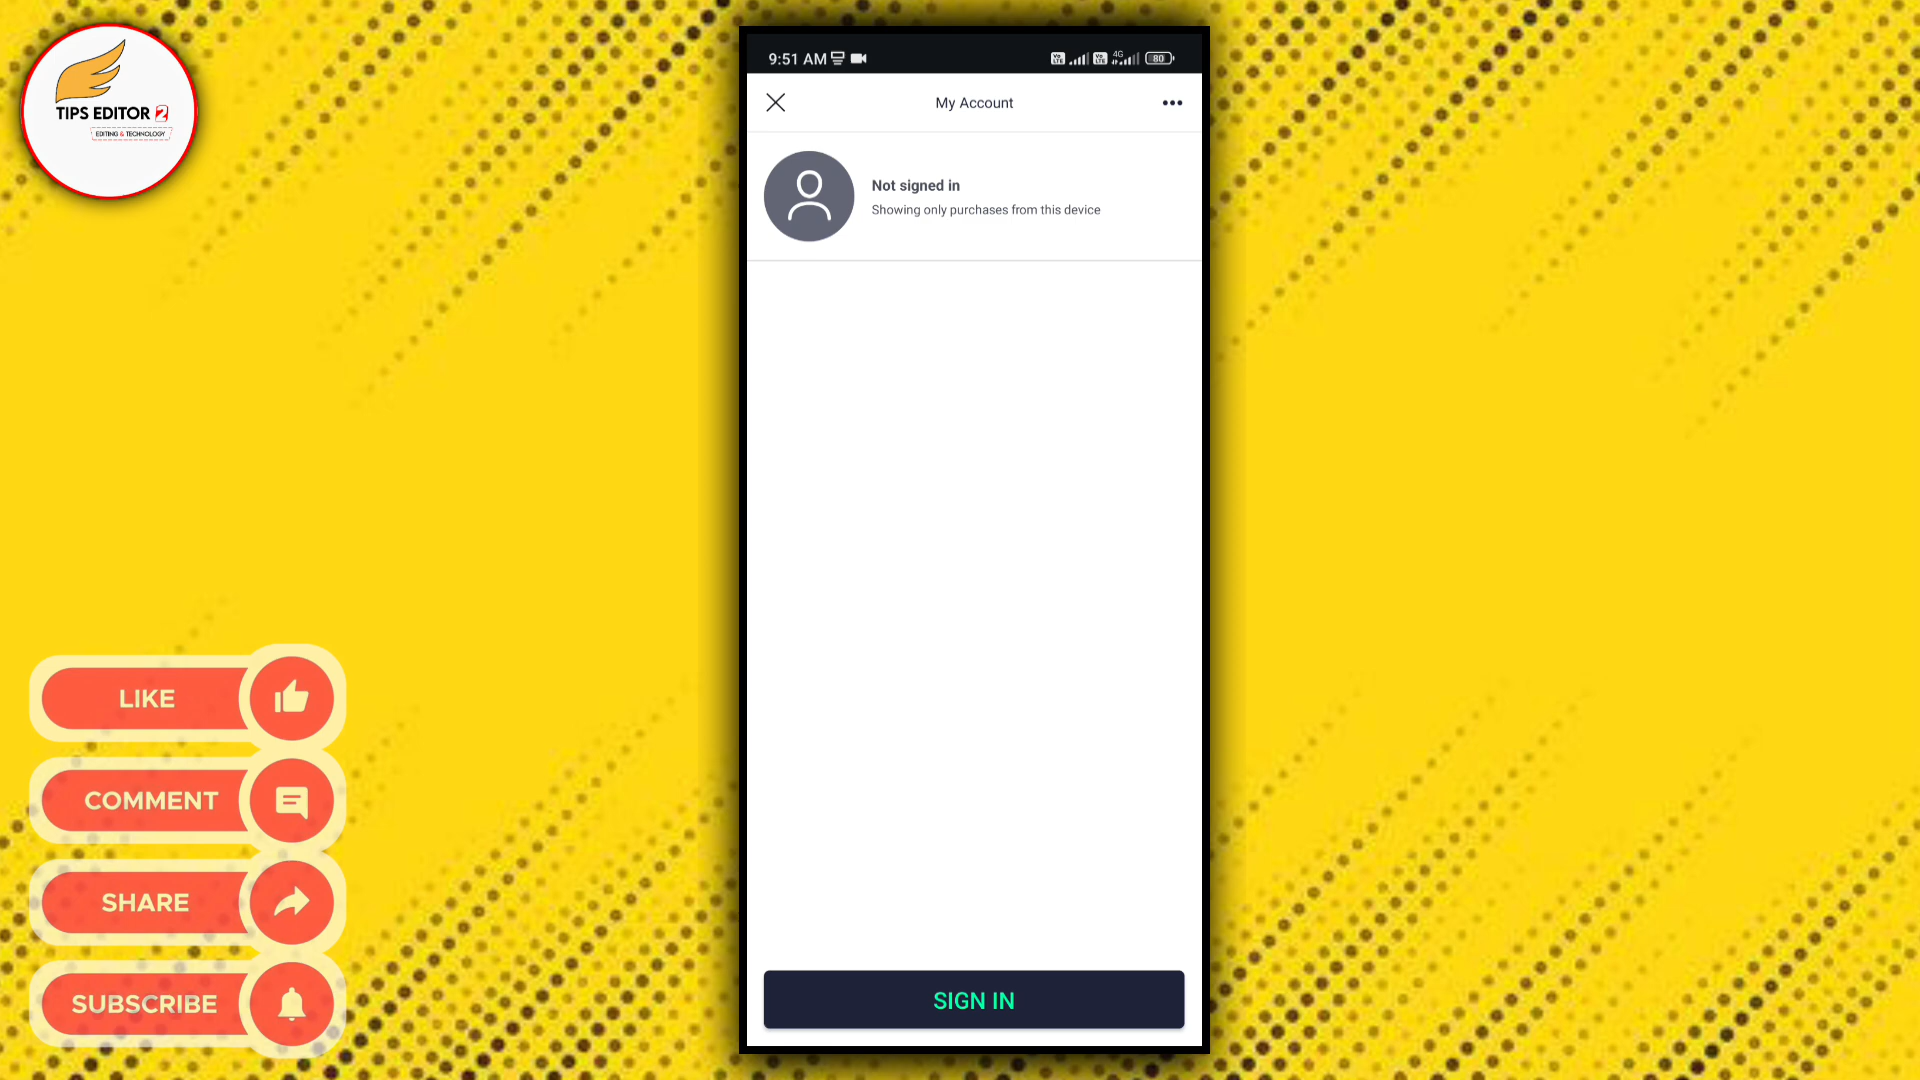 TIPS EDITOR 2
EDITING & TECHNOLOGY
9:51 AM
4G
80
My Account
Not signed in
Showing only purchases from this device
LIKE
COMMENT
SHARE
SUBSCRIBE
SIGN IN